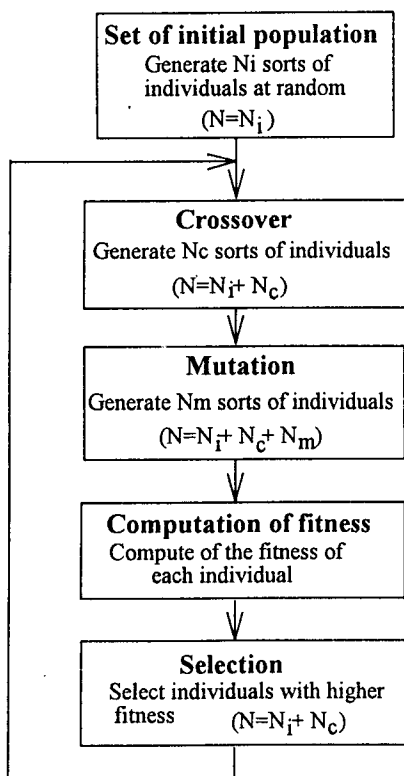 Set of initial population
Generate Ni sorts of
individuals at random
(N=Ni)
Crossover
Generate Nc sorts of individuals
(N=Ni+ Nc)
Mutation
Generate Nm sorts of individuals
(N=Ni+ Nc+ Nm)
Computation of fitness
Compute of the fitness of
each individual
Selection
Select individuals with higher
fitness (N=Ni+ Nc)